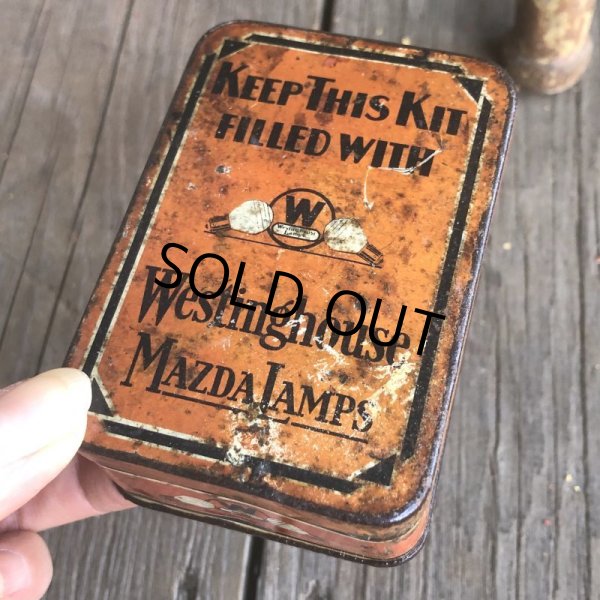 KEEP THIS KIT
FILLED WITH
W
Westinghouse
MAZDA LAMPS
SOLD OUT